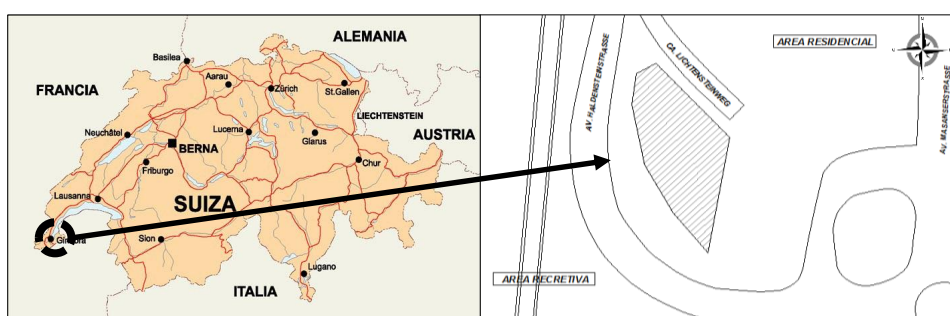 ALEMANIA
Basilea
Aarau
Zürich
St.Gallen
FRANCIA
LIECHTENSTEIN
Neuchâtel
Lucerna
Glarus
AUSTRIA
BERNA
Friburgo
Chur
Lausanna
SUIZA
Sion
Lugano
ITALIA
AREA RESIDENCIAL
CA. LICHTENSTEINWEG
AV. HALDENSTEINSTRASSE
AV. MASANSERSTRASSE
AREA RECRETIVA